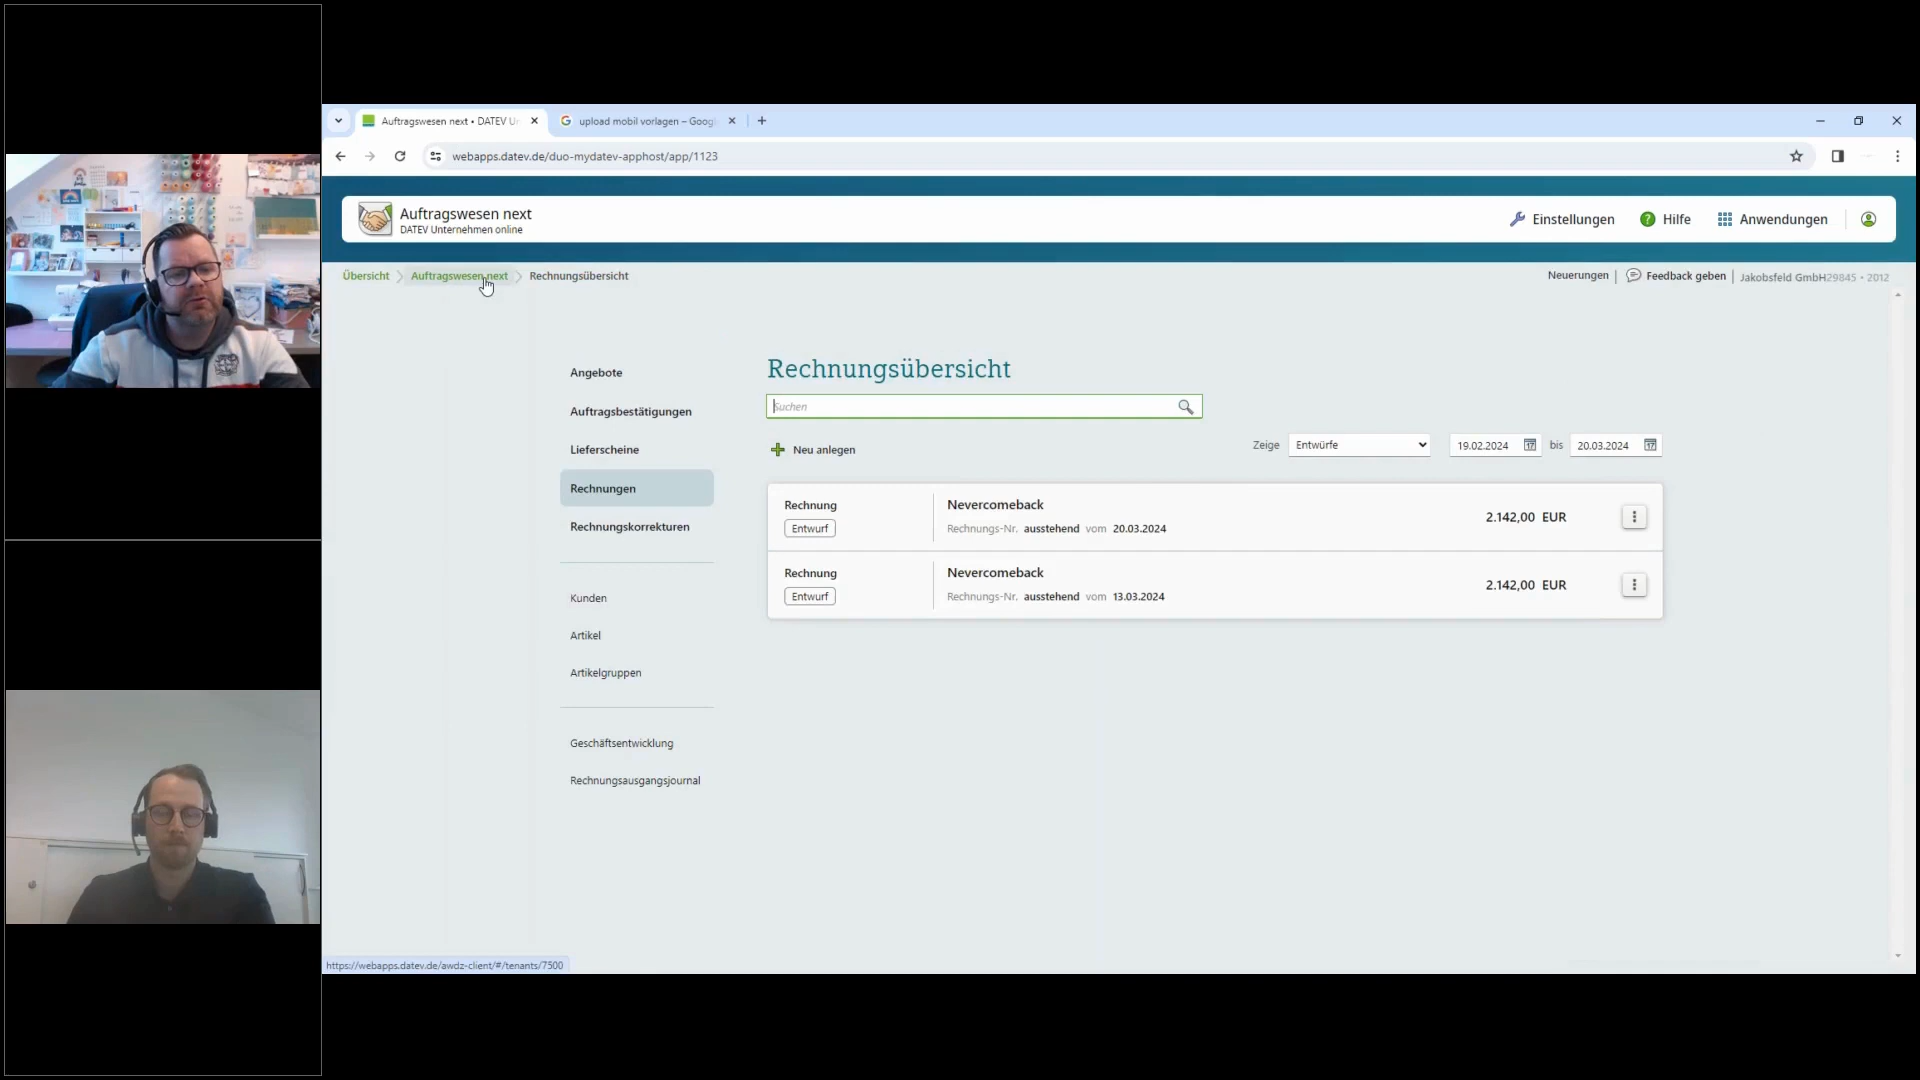 Auftragswesen next • DATEV U
upload mobil vorlagen – Googl
webapps.datev.de/duo-mydatev-apphost/app/1123
Auftragswesen next
DATEV Unternehmen online
Einstellungen
Hilfe
Anwendungen
Übersicht
Auftragswesen next
Rechnungsübersicht
Neuerungen
Feedback geben
Jakobsfeld GmbH29845 • 2012
Angebote
Auftragsbestätigungen
Lieferscheine
Rechnungen
Rechnungskorrekturen
Kunden
Artikel
Artikelgruppen
Geschäftsentwicklung
Rechnungsausgangsjournal
Rechnungsübersicht
Suchen
Neu anlegen
Zeige Entwürfe 19.02.2024 bis 20.03.2024
Rechnung
Entwurf
Nevercomeback
Rechnungs-Nr. ausstehend vom 20.03.2024
2.142,00 EUR
Rechnung
Entwurf
Nevercomeback
Rechnungs-Nr. ausstehend vom 13.03.2024
2.142,00 EUR
https://webapps.datev.de/awdz-client/#/tenants/7500